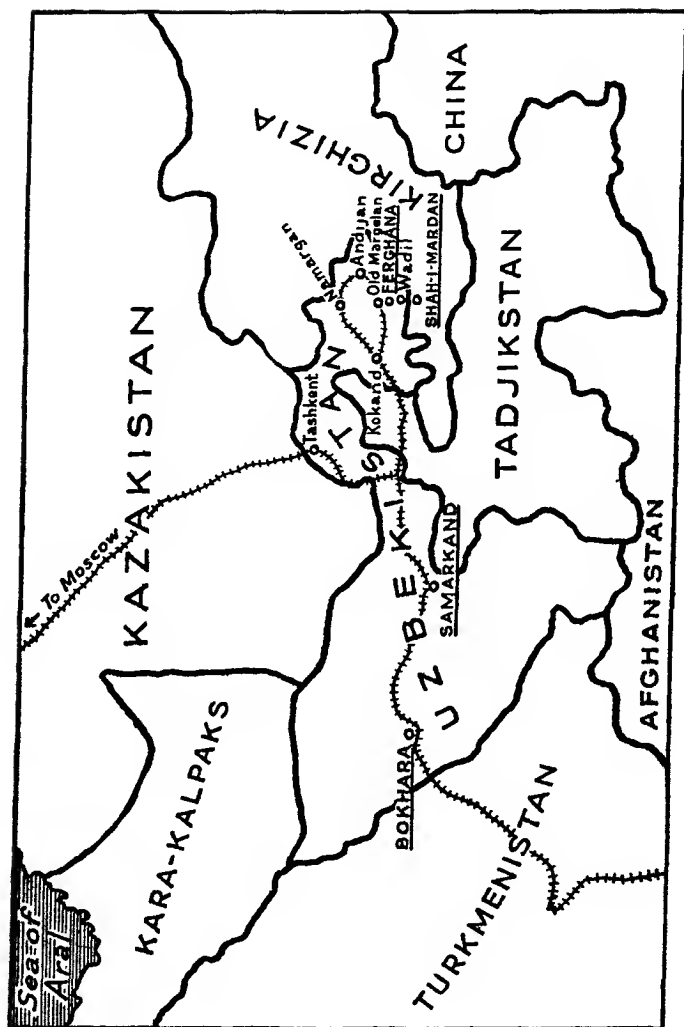 Sea of
Aral
KARA-KALPAKS
KAZAKISTAN
To Moscow
Tashkent
Namargan
Andijan
Old Margelan
FERGHANA
Wadil
SHAH-I-MARDAN
Kokand
KIRGHIZIA
CHINA
UZBEKISTAN
BOKHARA
SAMARKAND
TADJIKSTAN
TURKMENISTAN
AFGHANISTAN